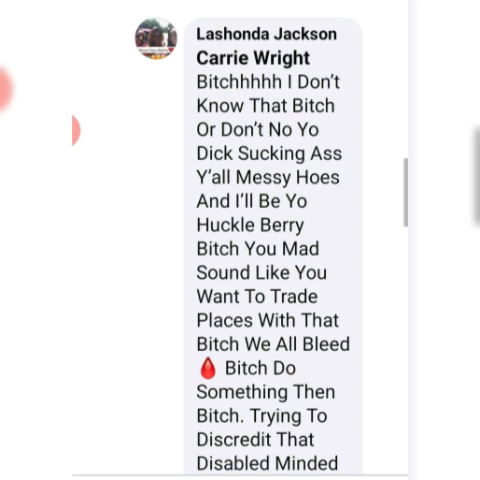 Lashonda Jackson
Carrie Wright
Bitchhhhh I Don't
Know That Bitch
Or Don't No Yo
Dick Sucking Ass
Y'all Messy Hoes
And I'll Be Yo
Huckle Berry
Bitch You Mad
Sound Like You
Want To Trade
Places With That
Bitch We All Bleed
🩸 Bitch Do
Something Then
Bitch. Trying To
Discredit That
Disabled Minded